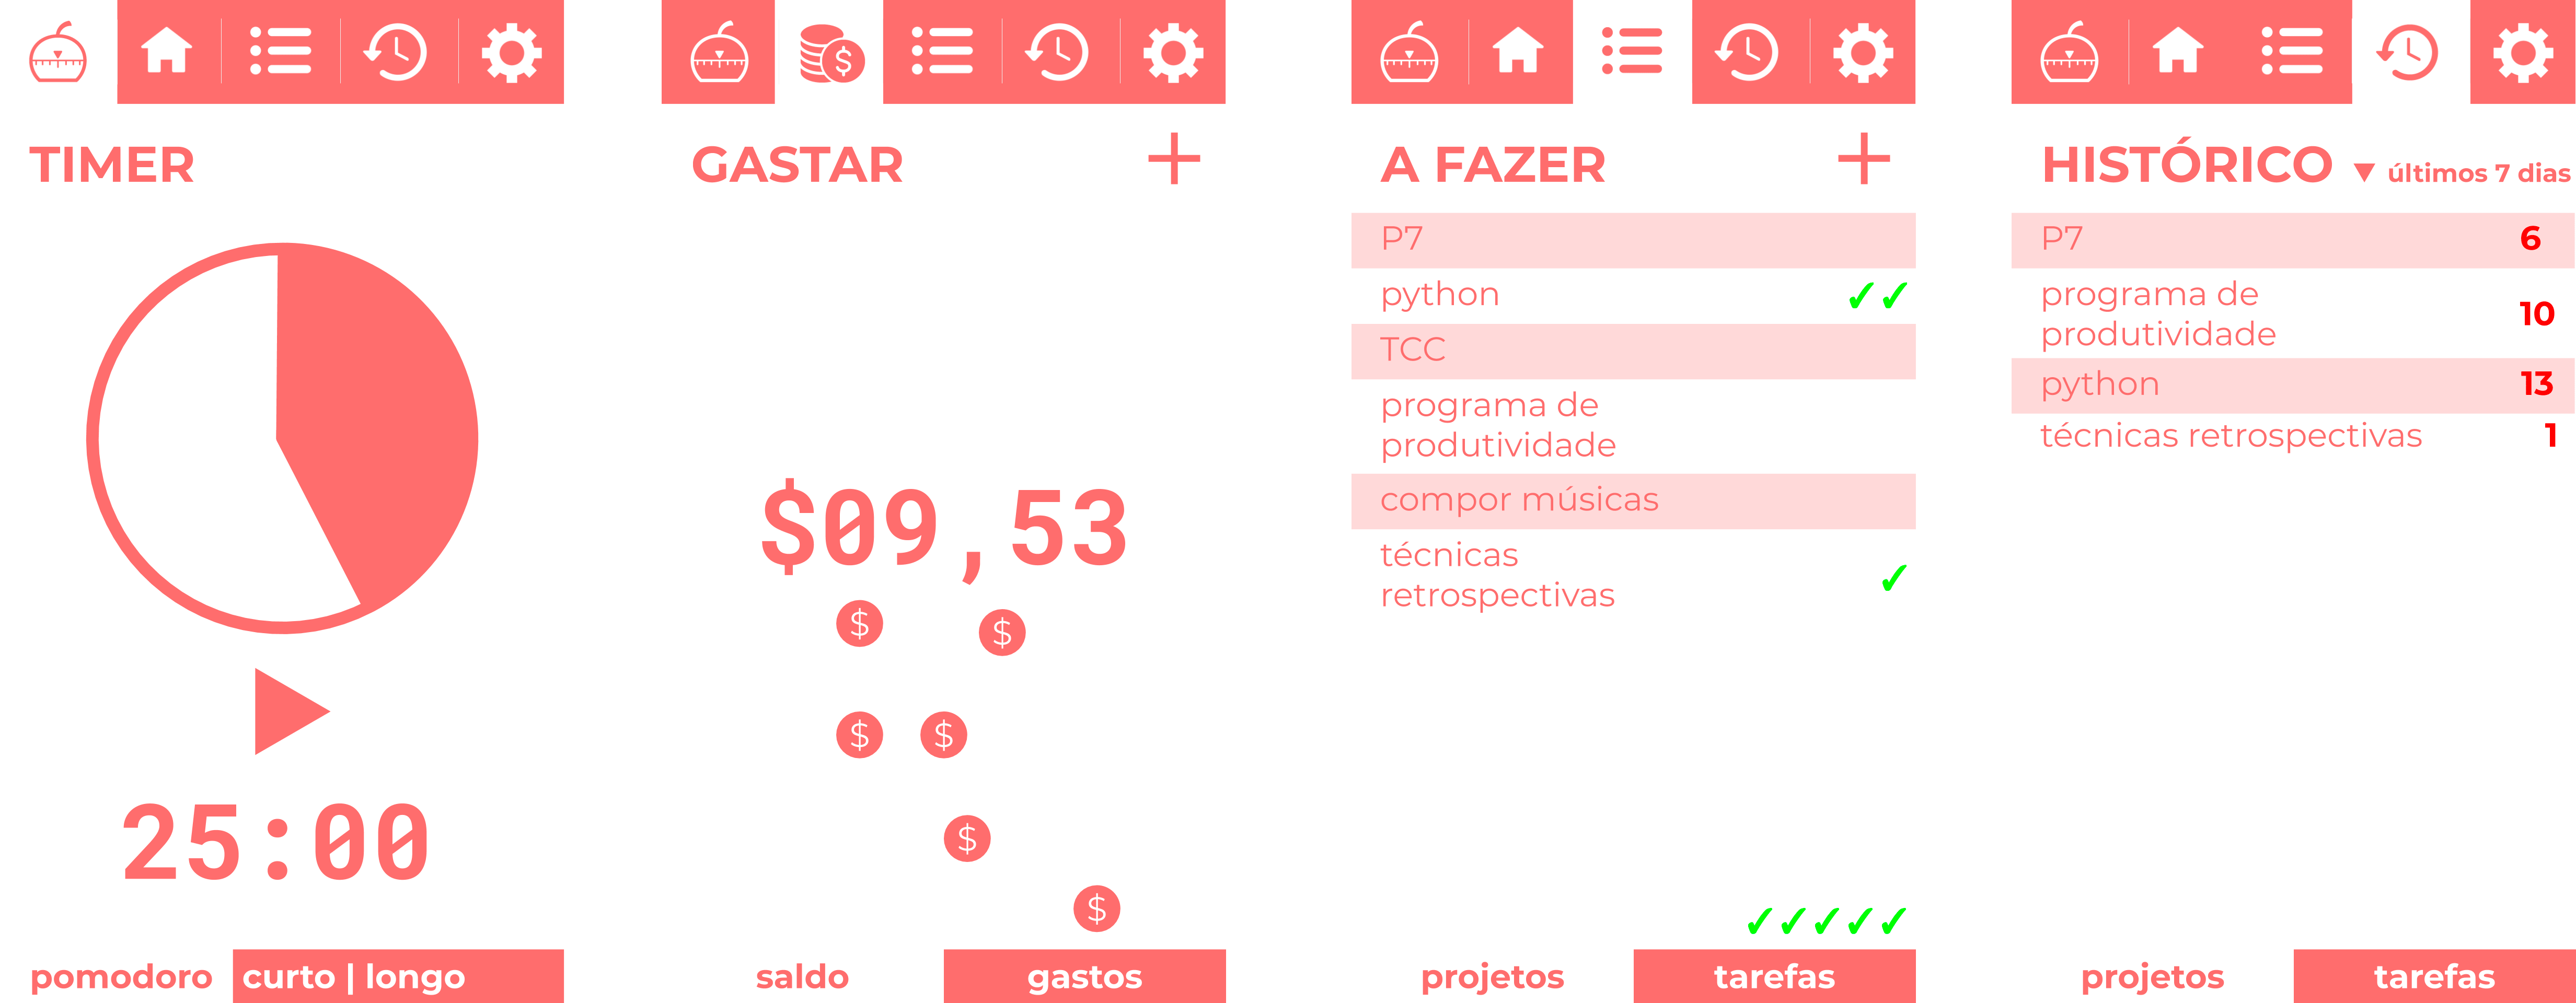 TIMER
25:00
pomodoro curto | longo
$
GASTAR
$09,53
$
$
$
$
$
$
saldo gastos
A FAZER
P7
python ✓✓
TCC
programa de
produtividade
compor músicas
técnicas
retrospectivas ✓
✓✓✓✓✓
projetos tarefas
HISTÓRICO ▼ últimos 7 dias
P7 6
programa de
produtividade 10
python 13
técnicas retrospectivas 1
projetos tarefas